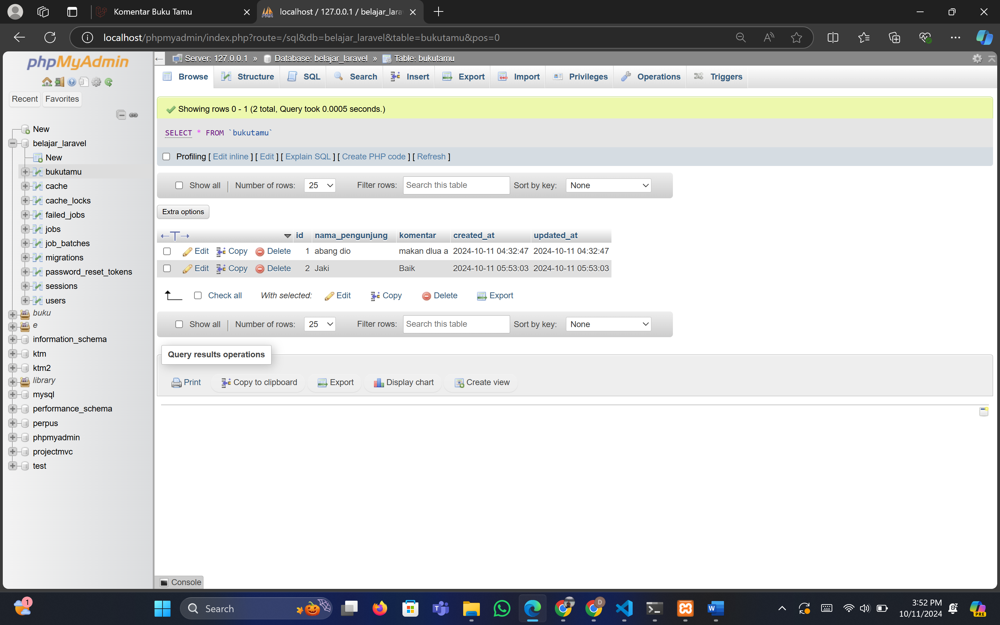 Komentar Buku Tamu
localhost / 127.0.0.1 / belajar_lara
localhost/phpmyadmin/index.php?route=/sql&db=belajar_laravel&table=bukutamu&pos=0
phpMyAdmin
Recent Favorites
New
belajar_laravel
New
bukutamu
cache
cache_locks
failed_jobs
jobs
job_batches
migrations
password_reset_tokens
sessions
users
buku
e
information_schema
ktm
ktm2
library
mysql
performance_schema
perpus
phpmyadmin
projectmvc
test
Server: 127.0.0.1 » Database: belajar_laravel » Table: bukutamu
Browse Structure SQL Search Insert Export Import Privileges Operations Triggers
Showing rows 0 - 1 (2 total, Query took 0.0005 seconds.)
SELECT * FROM `bukutamu`
Profiling [ Edit inline ] [ Edit ] [ Explain SQL ] [ Create PHP code ] [ Refresh ]
Show all | Number of rows: 25 Filter rows: Search this table Sort by key: None
Extra options
id nama_pengunjung komentar created_at updated_at
Edit Copy Delete 1 abang dio makan dlua a 2024-10-11 04:32:47 2024-10-11 04:32:47
Edit Copy Delete 2 Jaki Baik 2024-10-11 05:53:03 2024-10-11 05:53:03
Check all With selected: Edit Copy Delete Export
Show all | Number of rows: 25 Filter rows: Search this table Sort by key: None
Query results operations
Print Copy to clipboard Export Display chart Create view
Console
1
Search
D
3:52 PM
10/11/2024
PRE